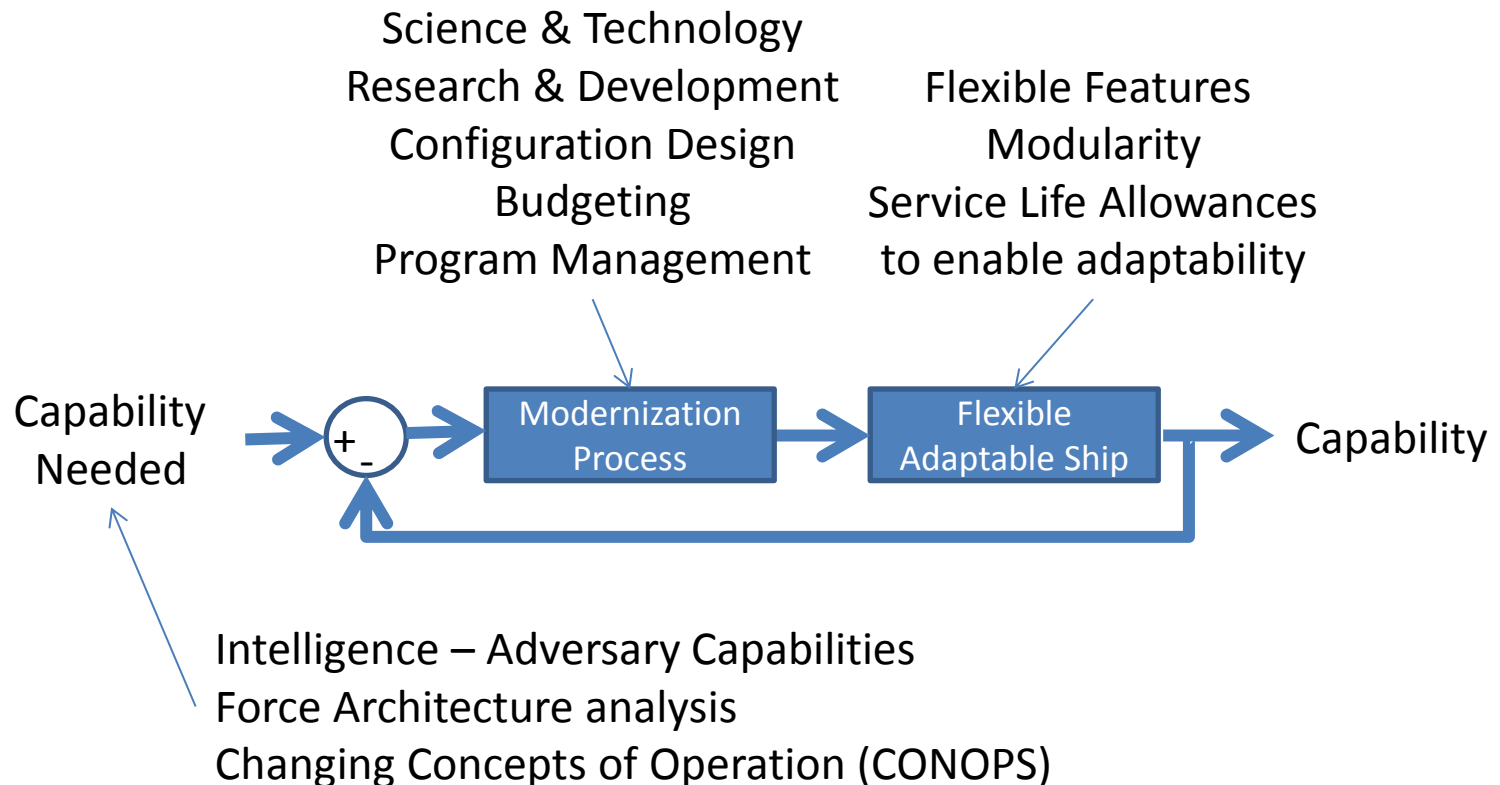 Science & Technology
Research & Development
Configuration Design
Budgeting
Program Management
Flexible Features
Modularity
Service Life Allowances
to enable adaptability
Capability
Needed
+
-
Modernization
Process
Flexible
Adaptable Ship
Capability
Intelligence – Adversary Capabilities
Force Architecture analysis
Changing Concepts of Operation (CONOPS)